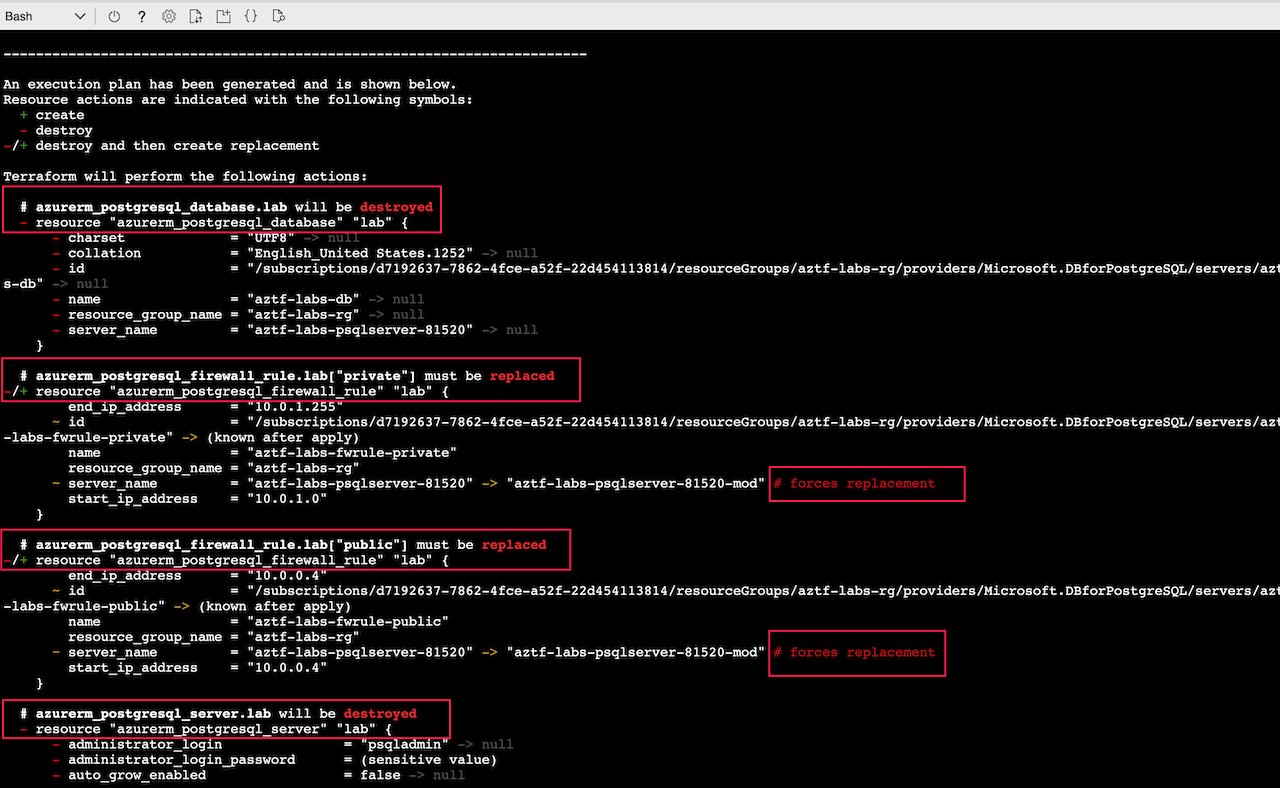 Bash
-----------------------------------------------------------------------
An execution plan has been generated and is shown below.
Resource actions are indicated with the following symbols:
+ create
- destroy
-/+ destroy and then create replacement
Terraform will perform the following actions:
# azurerm_postgresql_database.lab will be destroyed
- resource "azurerm_postgresql_database" "lab" {
- charset = "UTF8" -> null
- collation = "English_United States.1252" -> null
- id = "/subscriptions/d7192637-7862-4fce-a52f-22d454113814/resourceGroups/aztf-labs-rg/providers/Microsoft.DBforPostgreSQL/servers/azt
s-db" -> null
- name = "aztf-labs-db" -> null
- resource_group_name = "aztf-labs-rg" -> null
- server_name = "aztf-labs-psqlserver-81520" -> null
}
# azurerm_postgresql_firewall_rule.lab["private"] must be replaced
-/+ resource "azurerm_postgresql_firewall_rule" "lab" {
end_ip_address = "10.0.1.255"
~ id = "/subscriptions/d7192637-7862-4fce-a52f-22d454113814/resourceGroups/aztf-labs-rg/providers/Microsoft.DBforPostgreSQL/servers/azt
-labs-fwrule-private" -> (known after apply)
name = "aztf-labs-fwrule-private"
resource_group_name = "aztf-labs-rg"
~ server_name = "aztf-labs-psqlserver-81520" -> "aztf-labs-psqlserver-81520-mod" # forces replacement
start_ip_address = "10.0.1.0"
}
# azurerm_postgresql_firewall_rule.lab["public"] must be replaced
-/+ resource "azurerm_postgresql_firewall_rule" "lab" {
end_ip_address = "10.0.0.4"
~ id = "/subscriptions/d7192637-7862-4fce-a52f-22d454113814/resourceGroups/aztf-labs-rg/providers/Microsoft.DBforPostgreSQL/servers/azt
-labs-fwrule-public" -> (known after apply)
name = "aztf-labs-fwrule-public"
resource_group_name = "aztf-labs-rg"
~ server_name = "aztf-labs-psqlserver-81520" -> "aztf-labs-psqlserver-81520-mod" # forces replacement
start_ip_address = "10.0.0.4"
}
# azurerm_postgresql_server.lab will be destroyed
- resource "azurerm_postgresql_server" "lab" {
- administrator_login = "psqladmin" -> null
- administrator_login_password = (sensitive value)
- auto_grow_enabled = false -> null